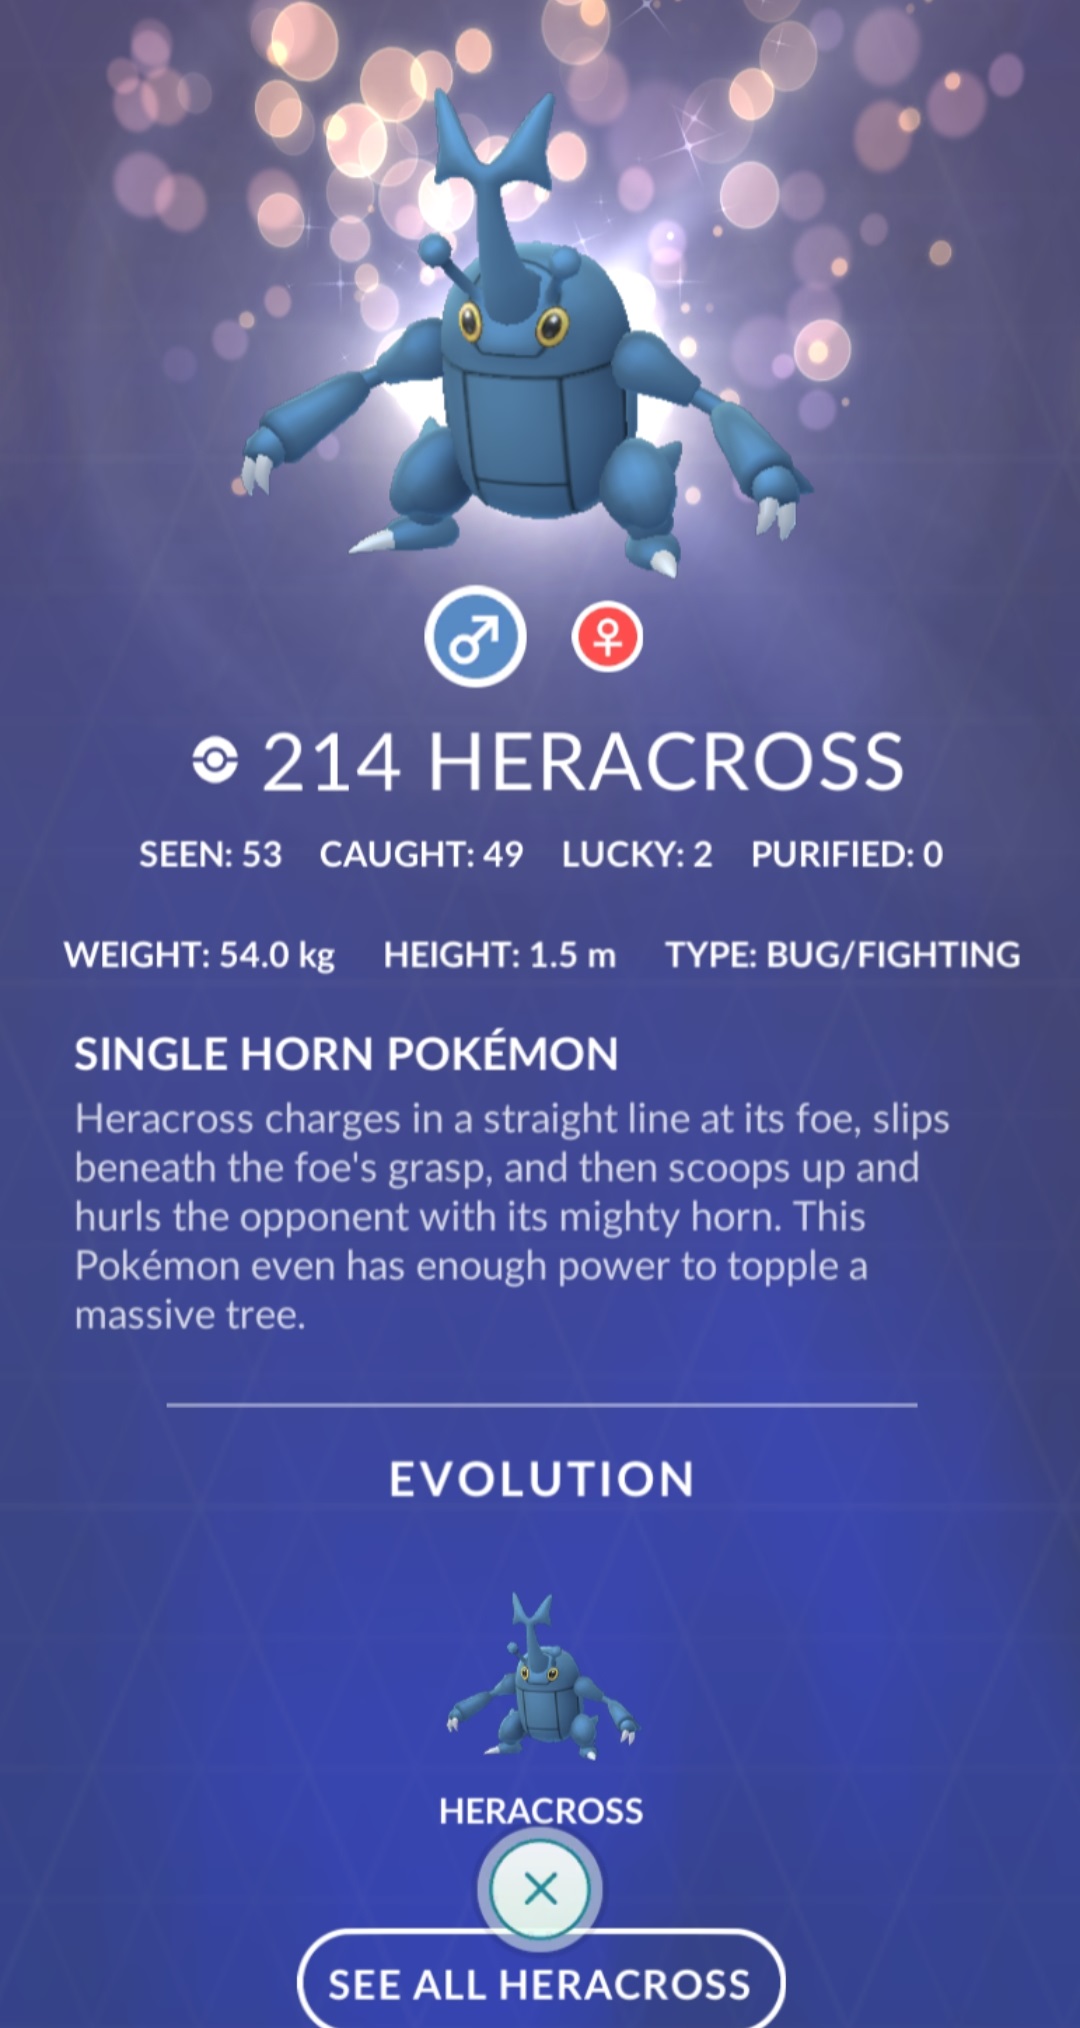 214 HERACROSS
SEEN: 53 CAUGHT: 49 LUCKY: 2 PURIFIED: 0
WEIGHT: 54.0 kg HEIGHT: 1.5 m TYPE: BUG/FIGHTING
SINGLE HORN POKÉMON
Heracross charges in a straight line at its foe, slips
beneath the foe's grasp, and then scoops up and
hurls the opponent with its mighty horn. This
Pokémon even has enough power to topple a
massive tree.
EVOLUTION
HERACROSS
SEE ALL HERACROSS